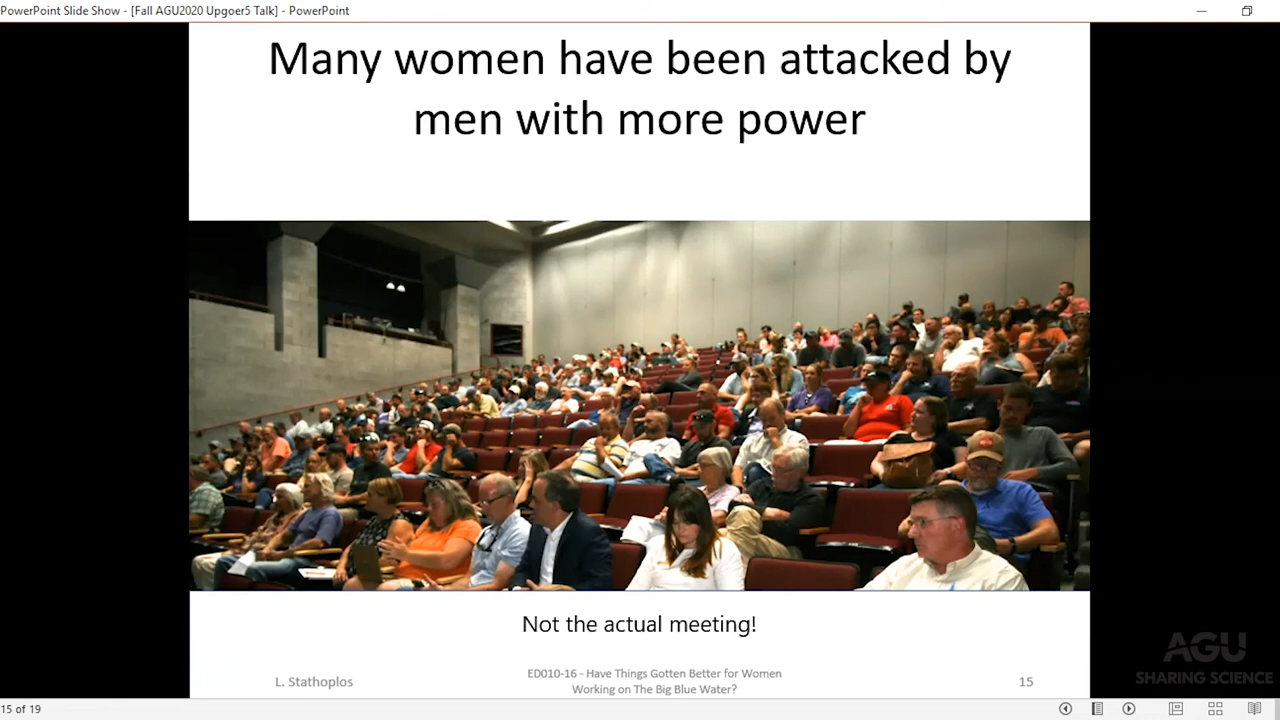 PowerPoint Slide Show - [Fall AGU2020 Upgoer5 Talk] - PowerPoint
Many women have been attacked by
men with more power
Not the actual meeting!
L. Stathoplos
ED010-16 - Have Things Gotten Better for Women
Working on The Big Blue Water?
15
AGU
SHARING SCIENCE
15 of 19